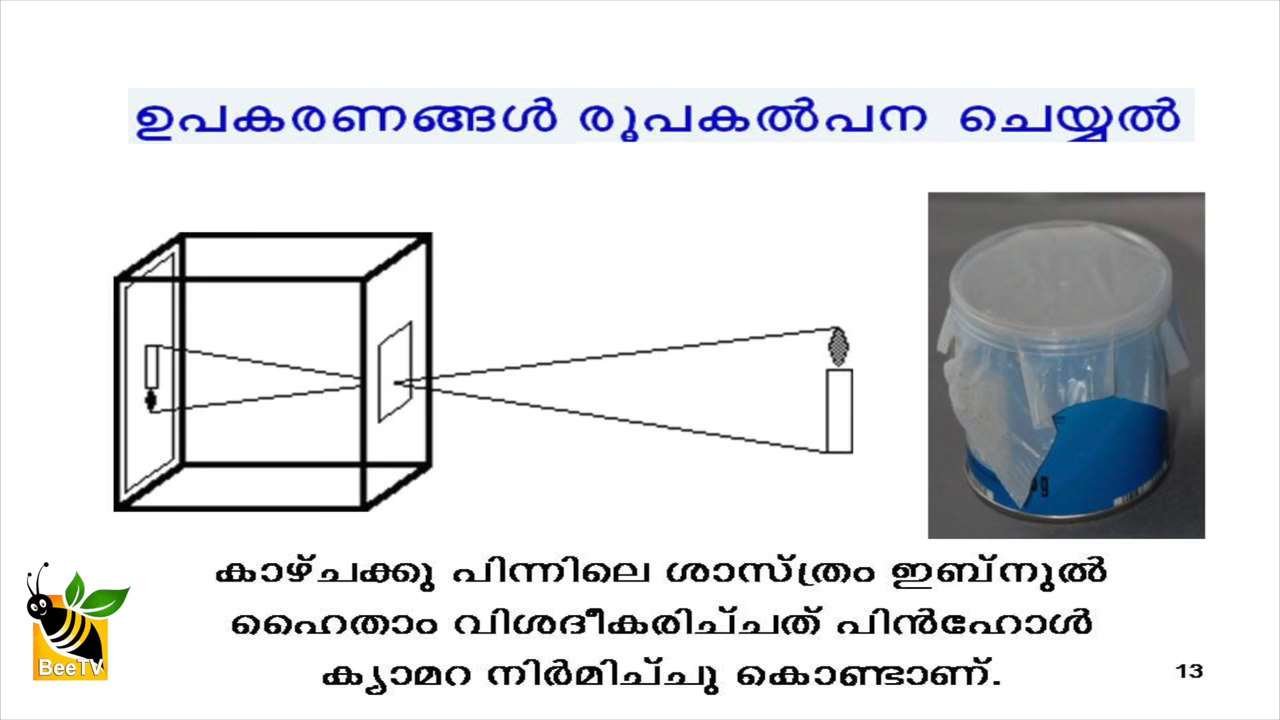 ഉപകരണങ്ങൾ രൂപകൽപന ചെയ്യൽ
കാഴ്ചക്കു പിന്നിലെ ശാസ്ത്രം ഇബ്നുൽ
ഹൈതാം വിശദീകരിച്ചത് പിൻഹോൾ
ക്യാമറ നിർമിച്ചു കൊണ്ടാണ്.
BeeTV
13